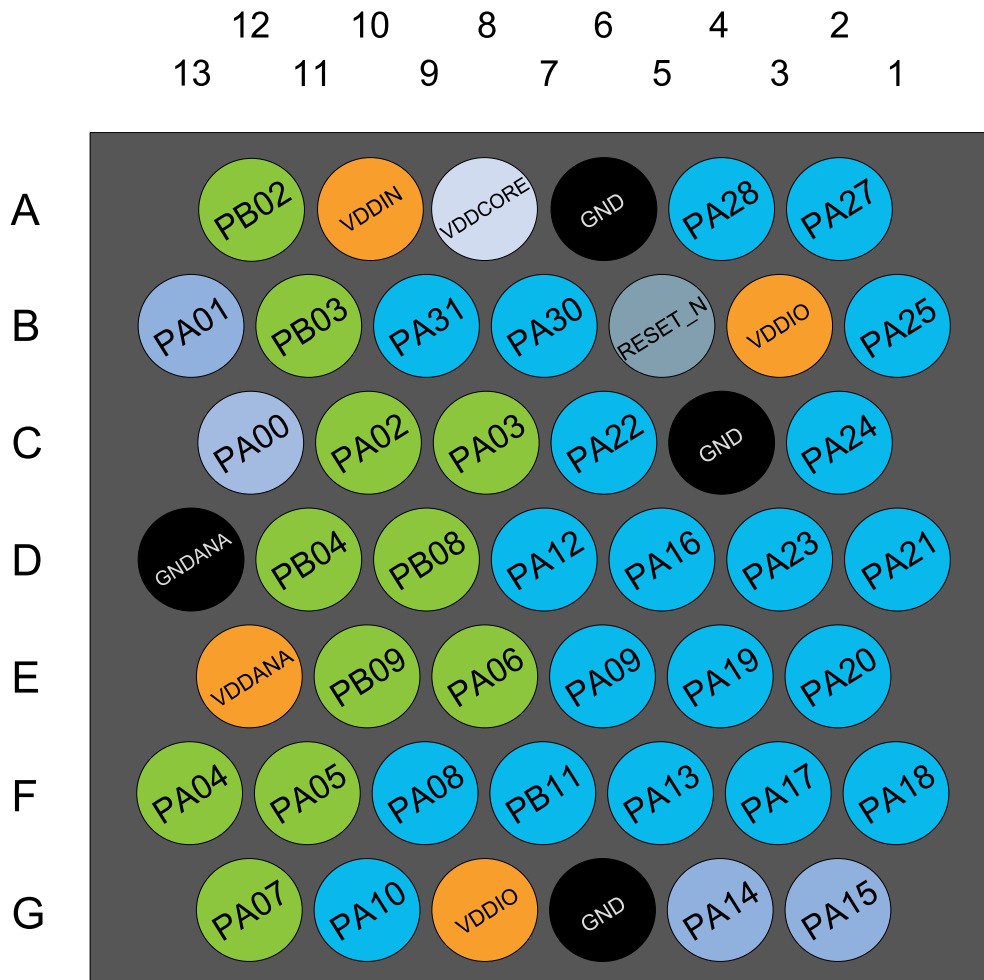 12 10 8 6 4 2
13 11 9 7 5 3 1
A PB02 VDDIN VDDCORE GND PA28 PA27
B PA01 PB03 PA31 PA30 RESET_N VDDIO PA25
C PA00 PA02 PA03 PA22 GND PA24
D GNDANA PB04 PB08 PA12 PA16 PA23 PA21
E VDDANA PB09 PA06 PA09 PA19 PA20
F PA04 PA05 PA08 PB11 PA13 PA17 PA18
G PA07 PA10 VDDIO GND PA14 PA15